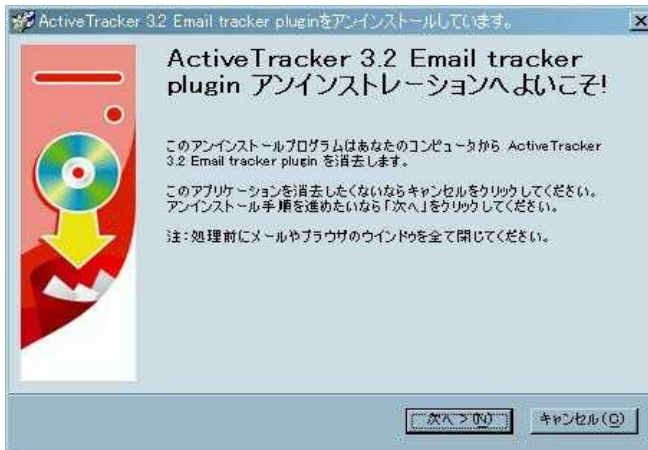 ActiveTracker 3.2 Email tracker pluginをアンインストールしています。
ActiveTracker 3.2 Email tracker
plugin アンインストレーションへよいこそ!
このアンインストールプログラムはあなたのコンピュータから ActiveTracker
3.2 Email tracker plugin を消去します。
このアプリケーションを消去したくないならキャンセルをクリックしてください。
アンインストール手順を進めたいなら「次へ」をクリックしてください。
注:処理前にメールやブラウザのウインドゥを全て閉じてください。
次へ >(N)
キャンセル(C)